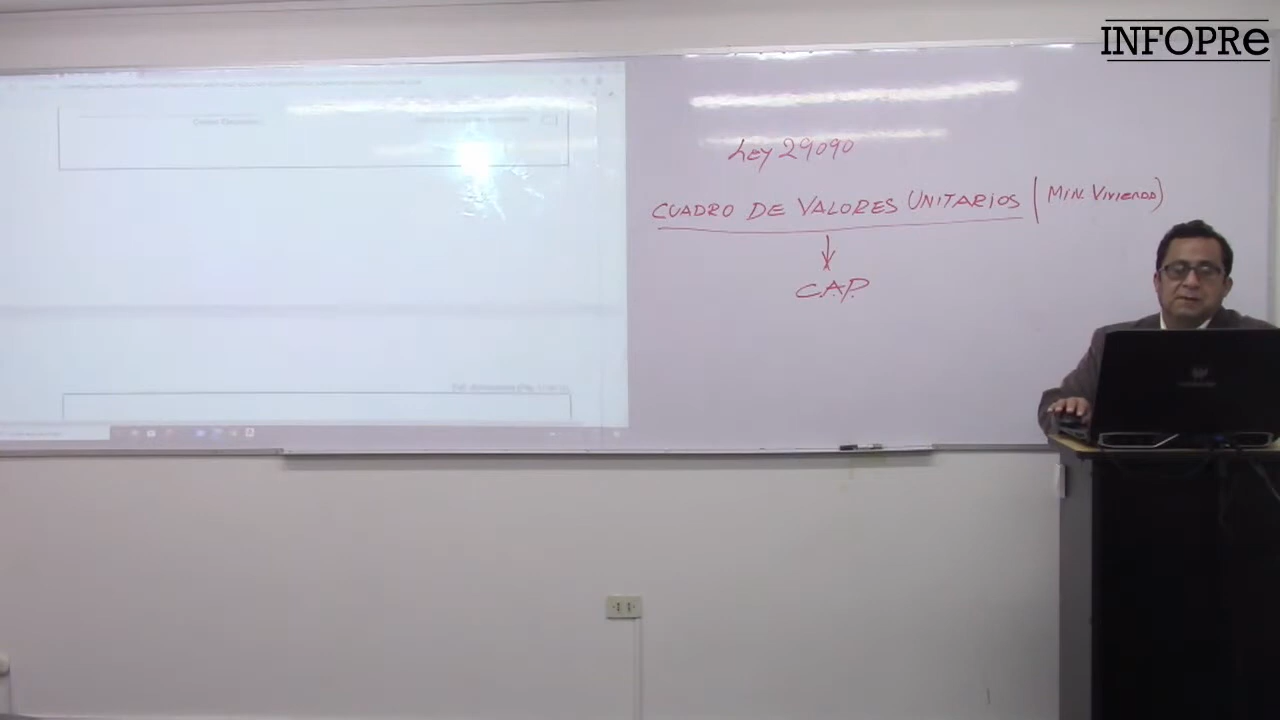 INFOPRe
Ley 29090
CUADRO DE VALORES UNITARIOS (MIN. VIVIENDA)
C.A.P.